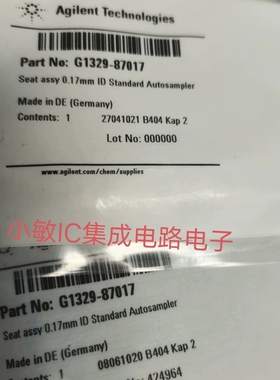 Agilent Technologies
Part No: G1329-87017
Seat assy 0.17mm ID Standard Autosampler
Made in DE (Germany)
Contents: 1 27041021 B404 Kap 2
Lot No: 000000
www.agilent.com/chem/supplies
小敏IC集成电路电子
Part No: G1329-87017
Seat assy 0.17mm ID Standard Autosampler
Made in DE (Germany)
Contents: 1 08061020 B404 Kap 2
424964